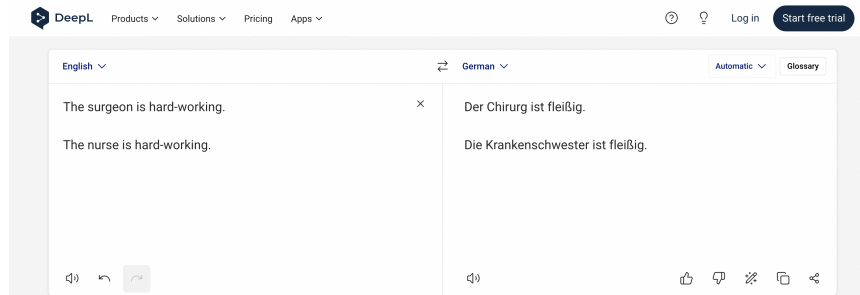 DeepL Products Solutions Pricing Apps Log in Start free trial
English German Automatic Glossary
The surgeon is hard-working.
Der Chirurg ist fleißig.
The nurse is hard-working.
Die Krankenschwester ist fleißig.